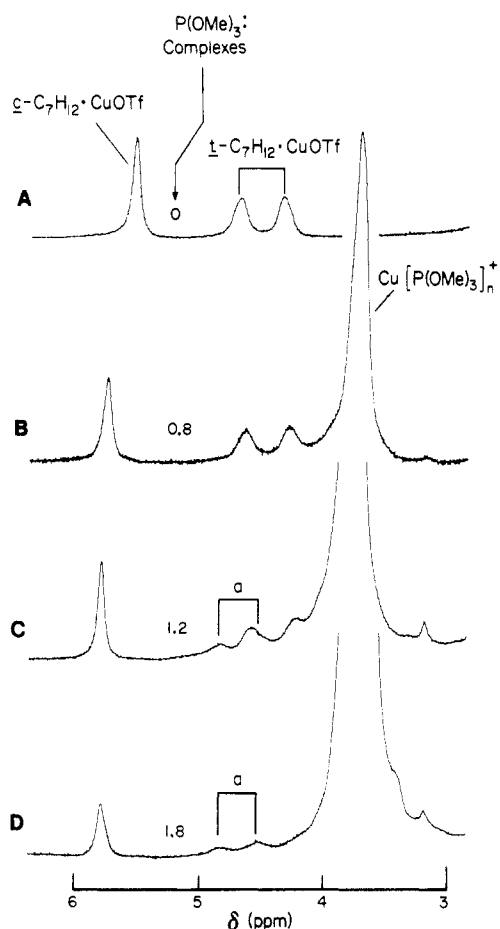 P(OMe)₃:
Complexes
c-C₇H₁₂·CuOTf
t-C₇H₁₂·CuOTf
A
0
Cu[P(OMe)₃]ₙ⁺
B
0.8
a
C
1.2
a
D
1.8
6 5 4 3
δ (ppm)